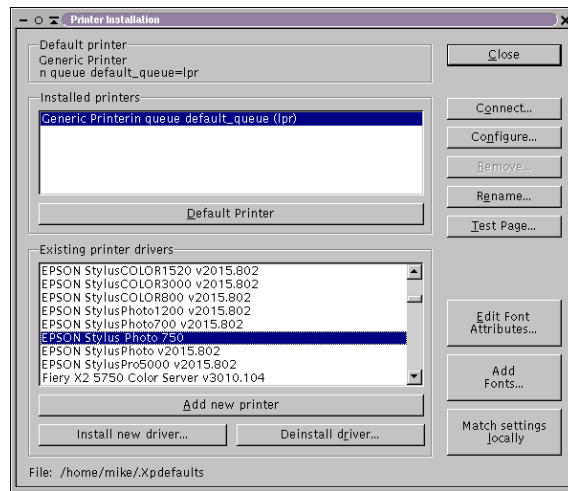 Printer Installation
Default printer
Generic Printer
n queue default_queue=lpr
Close
Installed printers
Generic Printerin queue default_queue (lpr)
Connect...
Configure...
Remove...
Rename...
Default Printer
Test Page...
Existing printer drivers
EPSON StylusCOLOR1520 v2015.802
EPSON StylusCOLOR3000 v2015.802
EPSON StylusCOLOR800 v2015.802
EPSON StylusPhoto1200 v2015.802
EPSON StylusPhoto700 v2015.802
EPSON Stylus Photo 750
EPSON StylusPhoto v2015.802
EPSON StylusPro5000 v2015.802
Fiery X2 5750 Color Server v3010.104
Edit Font
Attributes...
Add
Fonts...
Add new printer
Install new driver...
Deinstall driver...
Match settings
locally
File: /home/mike/.Xpdefaults